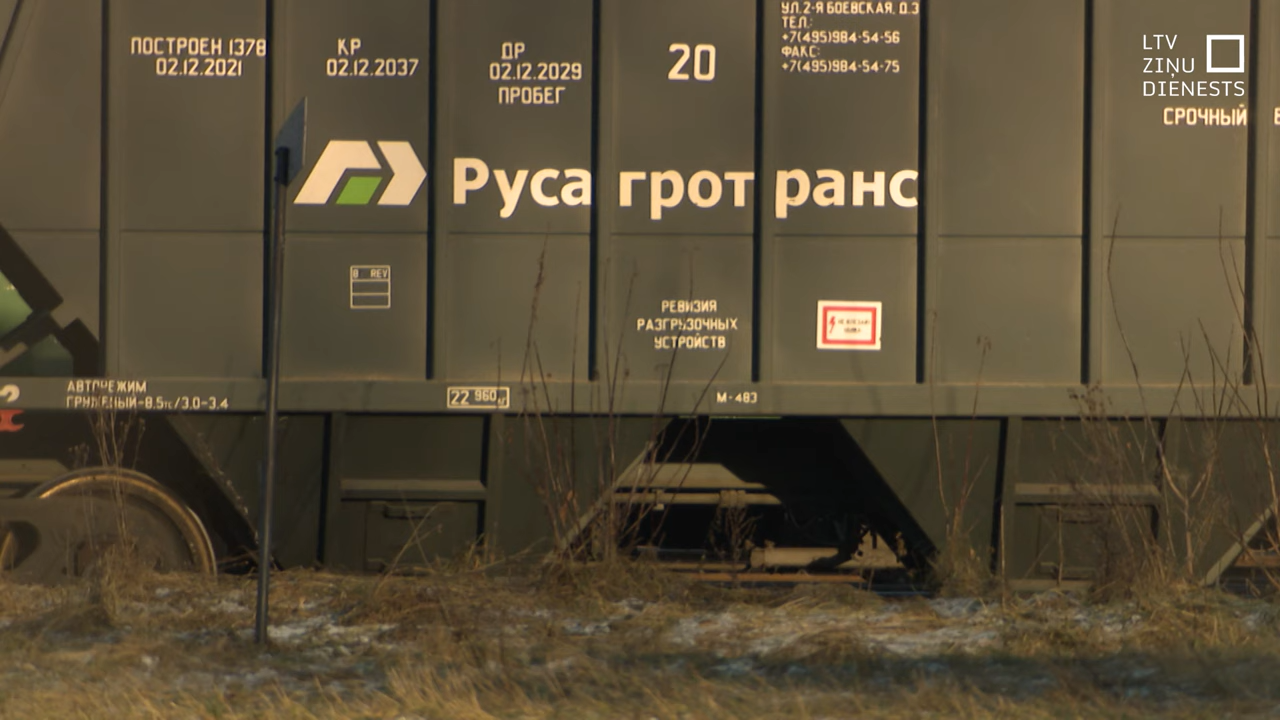 ПОСТРОЕН 1378
02.12.2021
КР
02.12.2037
ДР
02.12.2029
ПРОБЕГ
20
УЛ.2-Я БОЕВСКАЯ, Д.3
ТЕЛ.:
+7(495)984-54-56
ФАКС:
+7(495)984-54-75
LTV
ZIŅU
DIENESTS
СРОЧНЫЙ
Русагротранс
REV
РЕВИЗИЯ
РАЗГРУЗОЧНЫХ
УСТРОЙСТВ
АВТОРЕЖИМ
ГРУЖЕНЫЙ-8.5тс/3.0-3.4
22 960
М-483